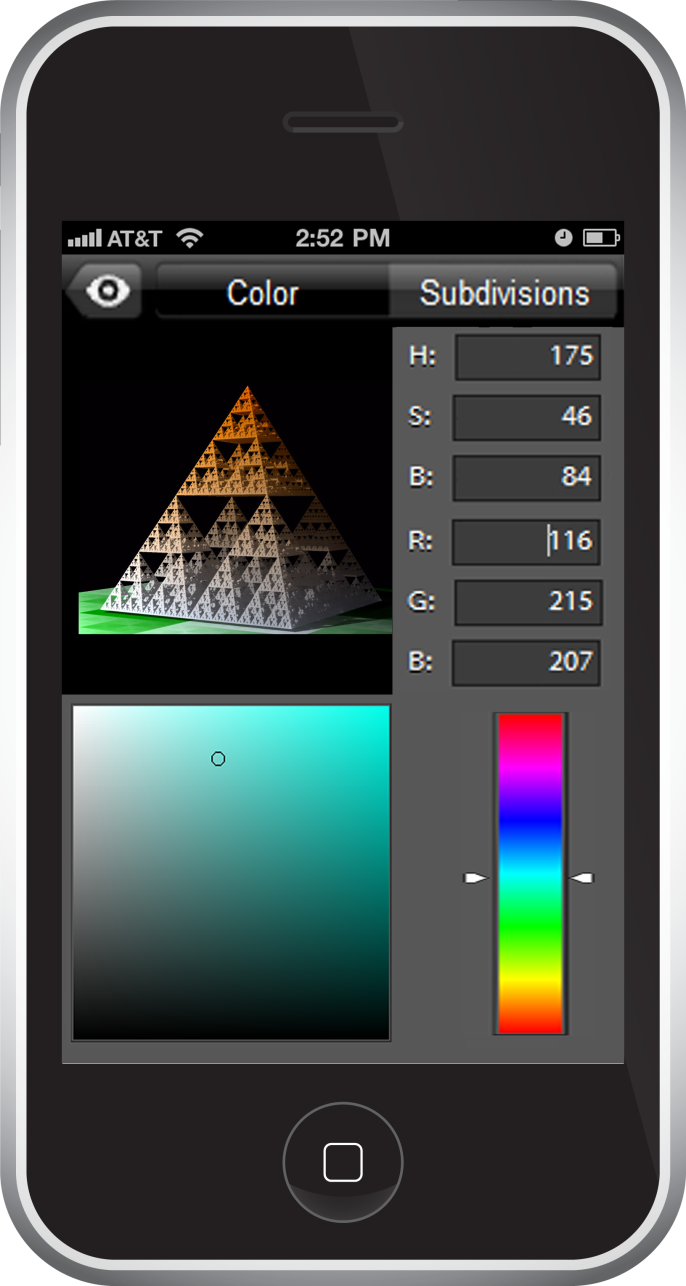 AT&T 2:52 PM
Color Subdivisions
H: 175
S: 46
B: 84
R: 116
G: 215
B: 207